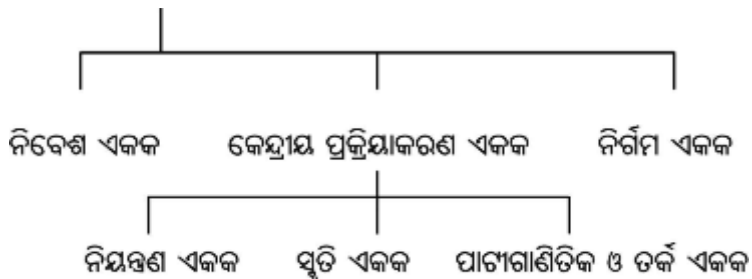 ନିବେଶ ଏକକ କେନ୍ଦ୍ରୀୟ ପ୍ରକ୍ରିୟାକରଣ ଏକକ ନିର୍ଗମ ଏକକ
ନିୟନ୍ତ୍ରଣ ଏକକ ସ୍ମୃତି ଏକକ ପାଟୀଗାଣିତିକ ଓ ତର୍କ ଏକକ